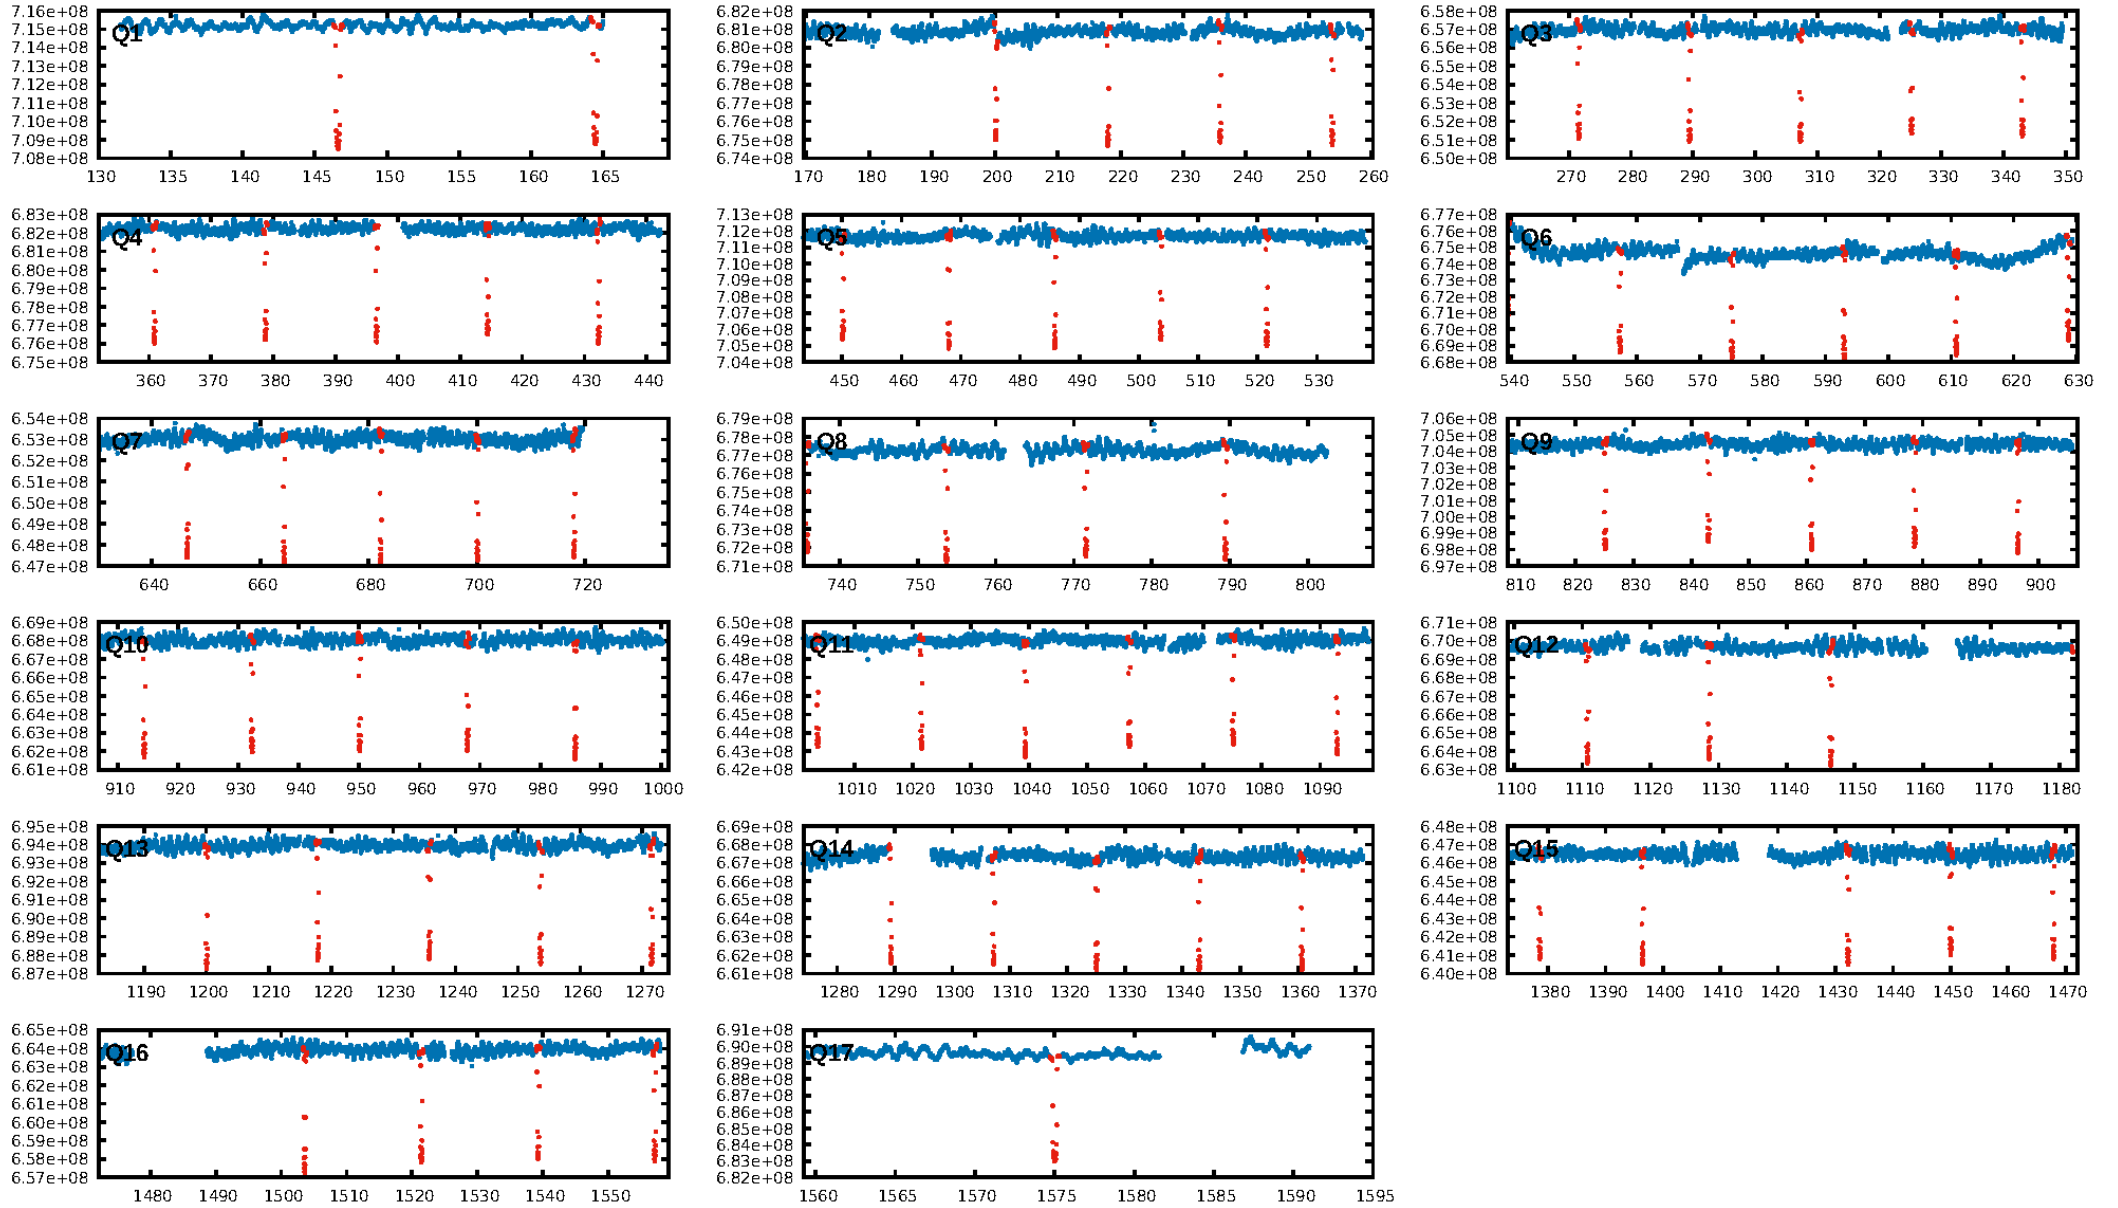 7.16e+08 7.15e+08 7.14e+08 7.13e+08 7.12e+08 7.11e+08 7.10e+08 7.09e+08 7.08e+08
Q1
130 135 140 145 150 155 160 165
6.82e+08 6.81e+08 6.80e+08 6.79e+08 6.78e+08 6.77e+08 6.76e+08 6.75e+08 6.74e+08
Q2
170 180 190 200 210 220 230 240 250 260
6.58e+08 6.57e+08 6.56e+08 6.55e+08 6.54e+08 6.53e+08 6.52e+08 6.51e+08 6.50e+08
Q3
270 280 290 300 310 320 330 340 350
6.83e+08 6.82e+08 6.81e+08 6.80e+08 6.79e+08 6.78e+08 6.77e+08 6.76e+08 6.75e+08
Q4
360 370 380 390 400 410 420 430 440
7.13e+08 7.12e+08 7.11e+08 7.10e+08 7.09e+08 7.08e+08 7.07e+08 7.06e+08 7.05e+08 7.04e+08
Q5
450 460 470 480 490 500 510 520 530
6.77e+08 6.76e+08 6.75e+08 6.74e+08 6.73e+08 6.72e+08 6.71e+08 6.70e+08 6.69e+08 6.68e+08
Q6
540 550 560 570 580 590 600 610 620 630
6.54e+08 6.53e+08 6.52e+08 6.51e+08 6.50e+08 6.49e+08 6.48e+08 6.47e+08
Q7
640 660 680 700 720
6.79e+08 6.78e+08 6.77e+08 6.76e+08 6.75e+08 6.74e+08 6.73e+08 6.72e+08 6.71e+08
Q8
740 750 760 770 780 790 800
7.06e+08 7.05e+08 7.04e+08 7.03e+08 7.02e+08 7.01e+08 7.00e+08 6.99e+08 6.98e+08 6.97e+08
Q9
810 820 830 840 850 860 870 880 890 900
6.69e+08 6.68e+08 6.67e+08 6.66e+08 6.65e+08 6.64e+08 6.63e+08 6.62e+08 6.61e+08
Q10
910 920 930 940 950 960 970 980 990 1000
6.50e+08 6.49e+08 6.48e+08 6.47e+08 6.46e+08 6.45e+08 6.44e+08 6.43e+08 6.42e+08
Q11
1010 1020 1030 1040 1050 1060 1070 1080 1090
6.71e+08 6.70e+08 6.69e+08 6.68e+08 6.67e+08 6.66e+08 6.65e+08 6.64e+08 6.63e+08
Q12
1100 1110 1120 1130 1140 1150 1160 1170 1180
6.95e+08 6.94e+08 6.93e+08 6.92e+08 6.91e+08 6.90e+08 6.89e+08 6.88e+08 6.87e+08
Q13
1190 1200 1210 1220 1230 1240 1250 1260 1270
6.69e+08 6.68e+08 6.67e+08 6.66e+08 6.65e+08 6.64e+08 6.63e+08 6.62e+08 6.61e+08
Q14
1280 1290 1300 1310 1320 1330 1340 1350 1360 1370
6.48e+08 6.47e+08 6.46e+08 6.45e+08 6.44e+08 6.43e+08 6.42e+08 6.41e+08 6.40e+08
Q15
1380 1390 1400 1410 1420 1430 1440 1450 1460 1470
6.65e+08 6.64e+08 6.63e+08 6.62e+08 6.61e+08 6.60e+08 6.59e+08 6.58e+08 6.57e+08
Q16
1480 1490 1500 1510 1520 1530 1540 1550
6.91e+08 6.90e+08 6.89e+08 6.88e+08 6.87e+08 6.86e+08 6.85e+08 6.84e+08 6.83e+08 6.82e+08
Q17
1560 1565 1570 1575 1580 1585 1590 1595